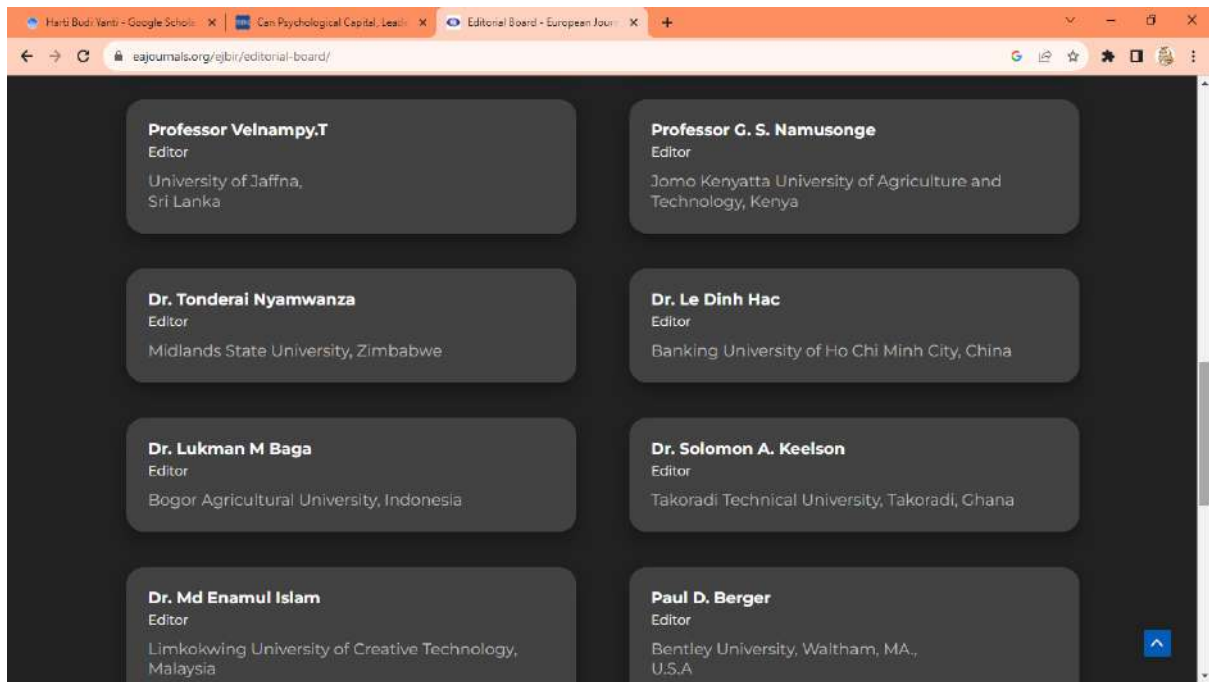 Harti Budi Yanti - Google Schol
Can Psychological Capital, Lead
Editorial Board - European Jour
eajournals.org/ejbir/editorial-board/
Professor Velnampy.T
Editor
University of Jaffna,
Sri Lanka
Professor G. S. Namusonge
Editor
Jomo Kenyatta University of Agriculture and
Technology, Kenya
Dr. Tonderai Nyamwanza
Editor
Midlands State University, Zimbabwe
Dr. Le Dinh Hac
Editor
Banking University of Ho Chi Minh City, China
Dr. Lukman M Baga
Editor
Bogor Agricultural University, Indonesia
Dr. Solomon A. Keelson
Editor
Takoradi Technical University, Takoradi, Ghana
Dr. Md Enamul Islam
Editor
Limkokwing University of Creative Technology,
Malaysia
Paul D. Berger
Editor
Bentley University, Waltham, MA.,
U.S.A